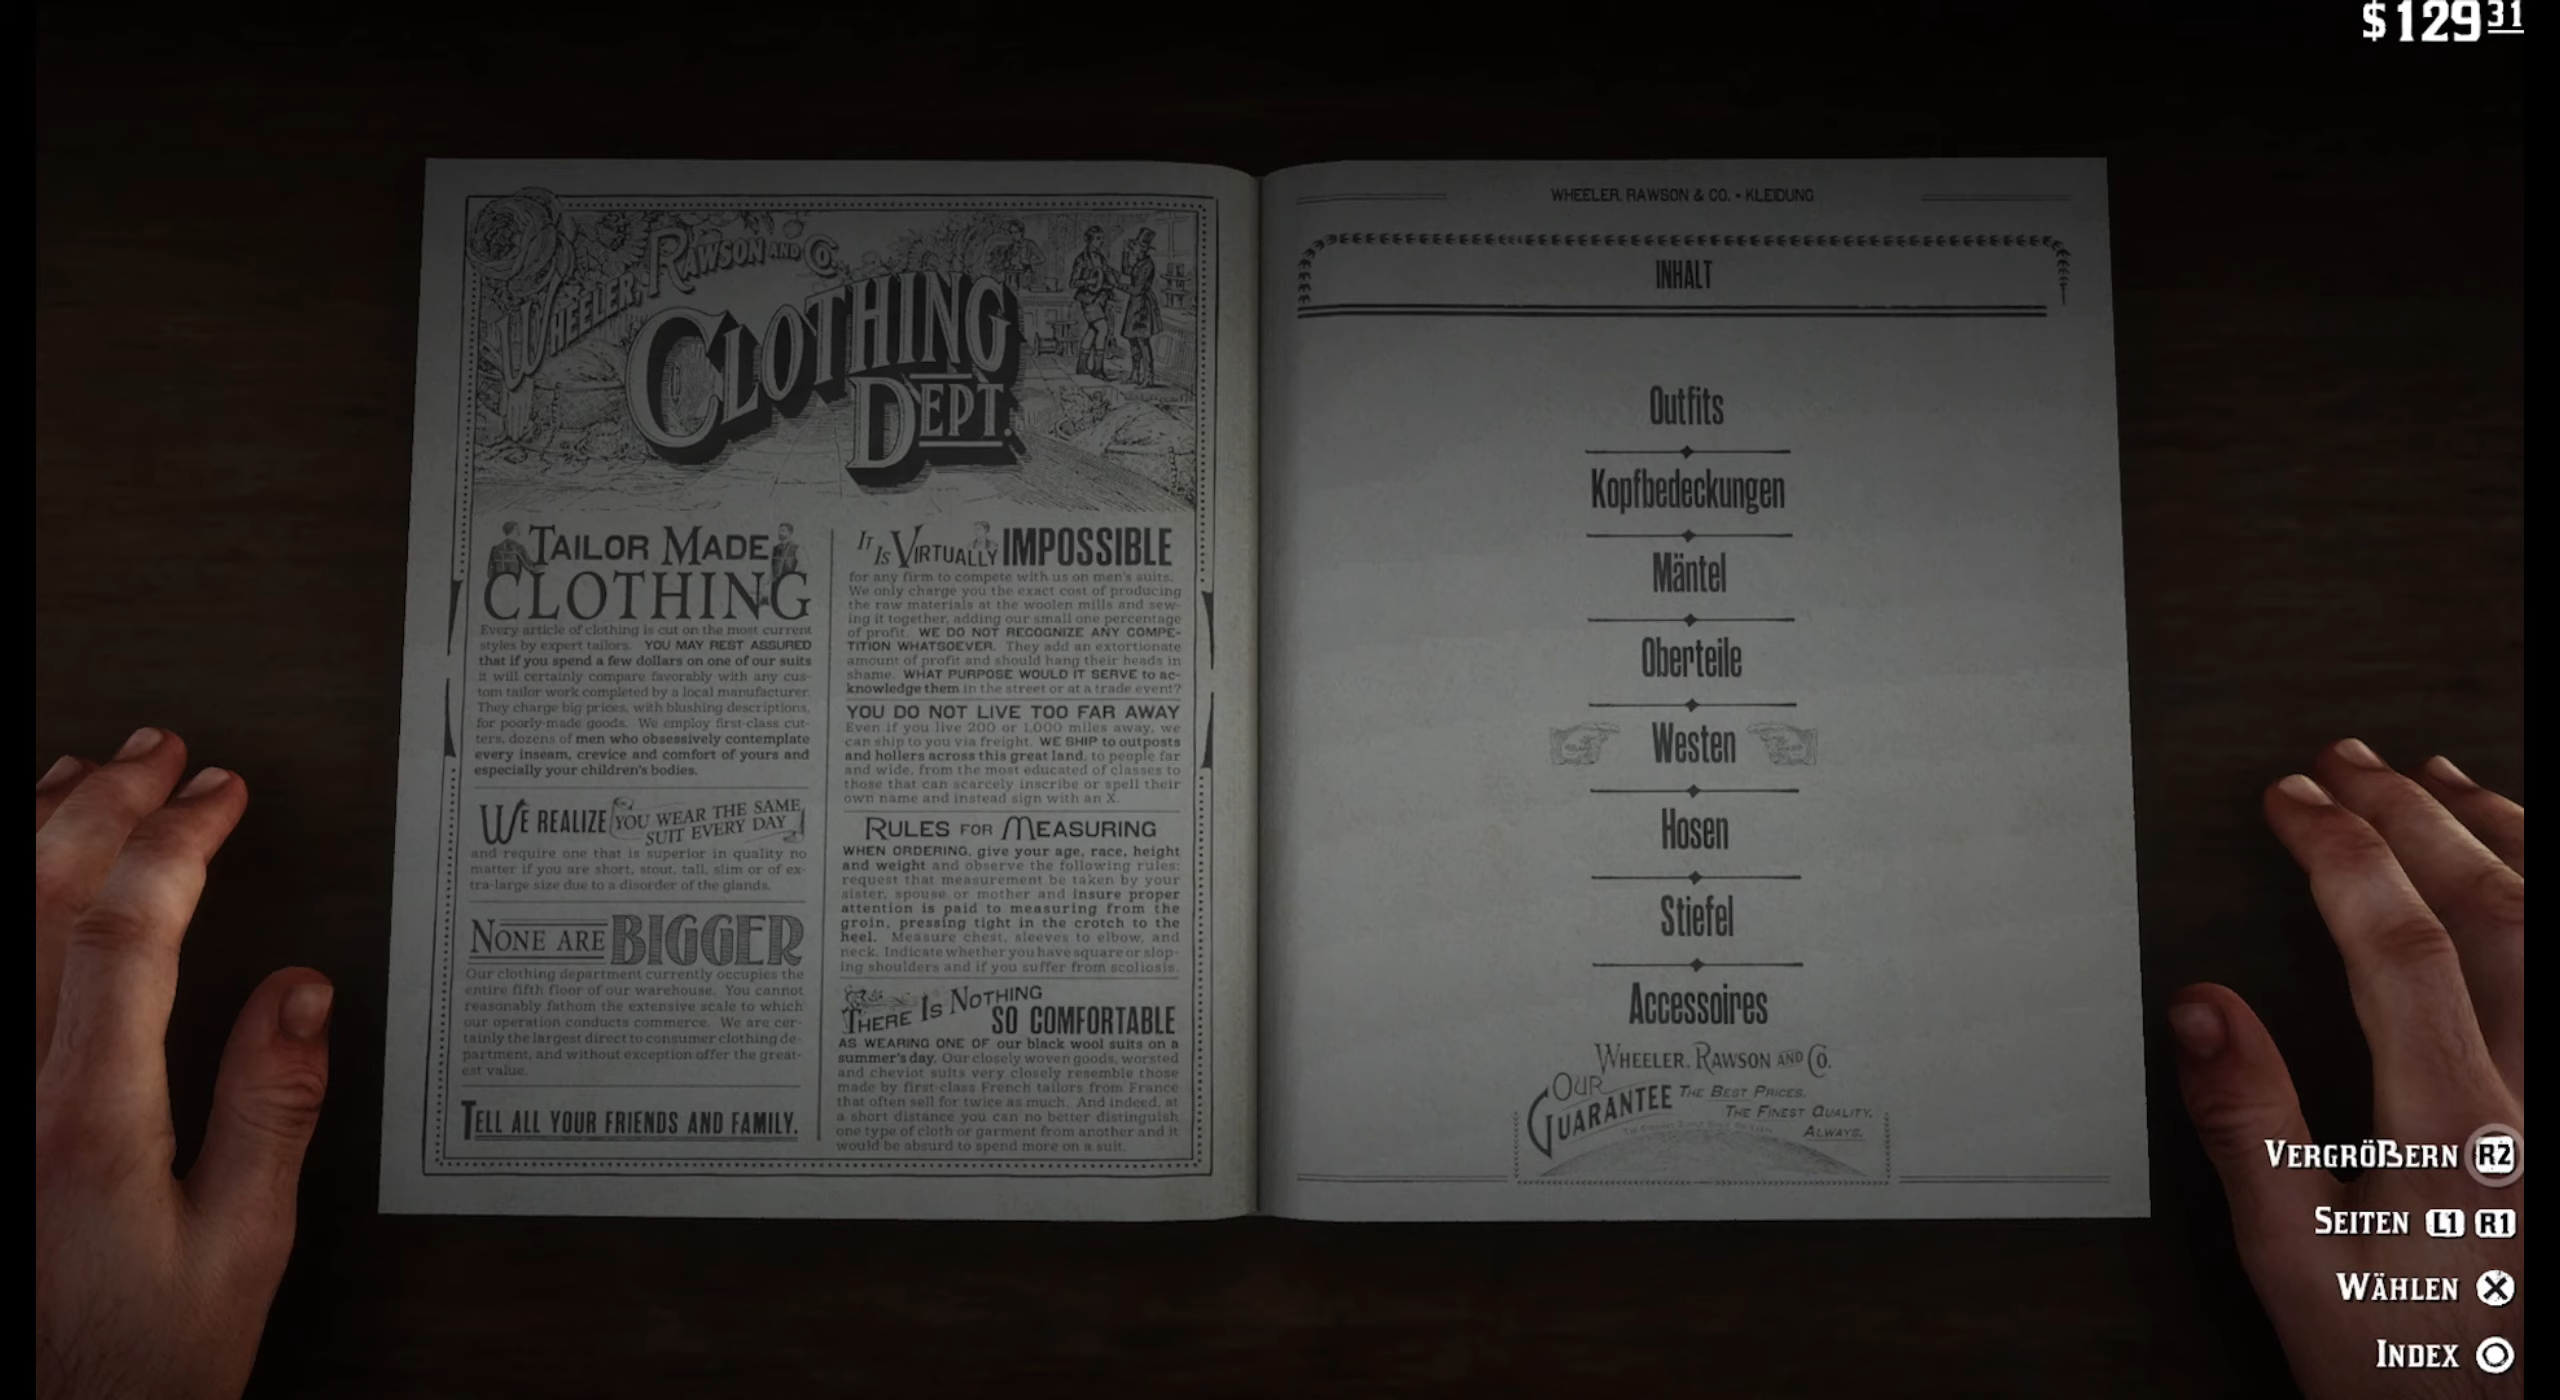 $129 31
WHEELER, RAWSON AND CO.
CLOTHING
DEPT.
TAILOR MADE
CLOTHING
Every article of clothing is cut on the most current
styles by expert tailors. YOU MAY REST ASSURED
that if you spend a few dollars on one of our suits
it will certainly compare favorably with any cus-
tom tailor work completed by a local manufacturer.
They charge big prices, with blushing descriptions,
for poorly-made goods. We employ first-class cut-
ters, dozens of men who obsessively contemplate
every inseam, crevice and comfort of yours and
especially your children's bodies.
WE REALIZE YOU WEAR THE SAME
SUIT EVERY DAY
and require one that is superior in quality no
matter if you are short, stout, tall, slim or of ex-
tra-large size due to a disorder of the glands.
NONE ARE BIGGER
Our clothing department currently occupies the
entire fifth floor of our warehouse. You cannot
reasonably fathom the extensive scale to which
our operation conducts commerce. We are cer-
tainly the largest direct to consumer clothing de-
partment, and without exception offer the great-
est value.
TELL ALL YOUR FRIENDS AND FAMILY.
IT IS VIRTUALLY IMPOSSIBLE
for any firm to compete with us on men's suits.
We only charge you the exact cost of producing
the raw materials at the woolen mills and sew-
ing it together, adding our small one percentage
of profit. WE DO NOT RECOGNIZE ANY COMPE-
TITION WHATSOEVER. They add an extortionate
amount of profit and should hang their heads in
shame. WHAT PURPOSE WOULD IT SERVE to ac-
knowledge them in the street or at a trade event?
YOU DO NOT LIVE TOO FAR AWAY
Even if you live 200 or 1,000 miles away, we
can ship to you via freight. WE SHIP to outposts
and hollers across this great land, to people far
and wide, from the most educated of classes to
those that can scarcely inscribe or spell their
own name and instead sign with an X.
RULES FOR MEASURING
WHEN ORDERING, give your age, race, height
and weight and observe the following rules:
request that measurement be taken by your
sister, spouse or mother and insure proper
attention is paid to measuring from the
groin, pressing tight in the crotch to the
heel. Measure chest, sleeves to elbow, and
neck. Indicate whether you have square or slop-
ing shoulders and if you suffer from scoliosis.
THERE IS NOTHING
SO COMFORTABLE
AS WEARING ONE OF our black wool suits on a
summer's day. Our closely woven goods, worsted
and cheviot suits very closely resemble those
made by first-class French tailors from France
that often sell for twice as much. And indeed, at
a short distance you can no better distinguish
one type of cloth or garment from another and it
would be absurd to spend more on a suit.
WHEELER, RAWSON & CO. - KLEIDUNG
INHALT
Outfits
Kopfbedeckungen
Mäntel
Oberteile
Westen
Hosen
Stiefel
Accessoires
WHEELER, RAWSON AND CO.
OUR GUARANTEE THE BEST PRICES.
THE FINEST QUALITY.
ALWAYS.
VERGRÖẞERN R2
SEITEN L1 R1
WÄHLEN
INDEX